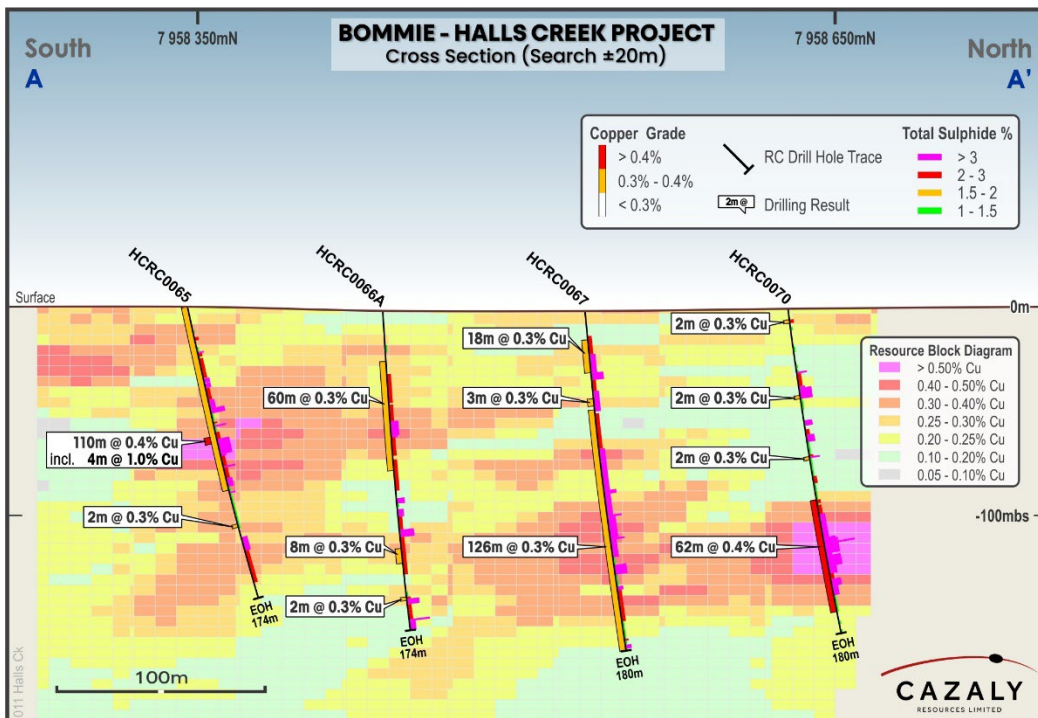 BOMMIE - HALLS CREEK PROJECT
Cross Section (Search ±20m)
South
A
7 958 350mN
7 958 650mN
North
A'
Copper Grade
> 0.4%
0.3% - 0.4%
< 0.3%
RC Drill Hole Trace
2m @
Drilling Result
Total Sulphide %
> 3
2 - 3
1.5 - 2
1 - 1.5
Surface
HCRC0065
HCRC0066A
HCRC0067
HCRC0070
0m
-100mbs
110m @ 0.4% Cu
incl. 4m @ 1.0% Cu
2m @ 0.3% Cu
EOH
174m
60m @ 0.3% Cu
8m @ 0.3% Cu
2m @ 0.3% Cu
EOH
174m
18m @ 0.3% Cu
3m @ 0.3% Cu
126m @ 0.3% Cu
EOH
180m
2m @ 0.3% Cu
2m @ 0.3% Cu
2m @ 0.3% Cu
62m @ 0.4% Cu
EOH
180m
Resource Block Diagram
> 0.50% Cu
0.40 - 0.50% Cu
0.30 - 0.40% Cu
0.25 - 0.30% Cu
0.20 - 0.25% Cu
0.10 - 0.20% Cu
0.05 - 0.10% Cu
100m
011 Halls Ck
CAZALY
RESOURCES LIMITED